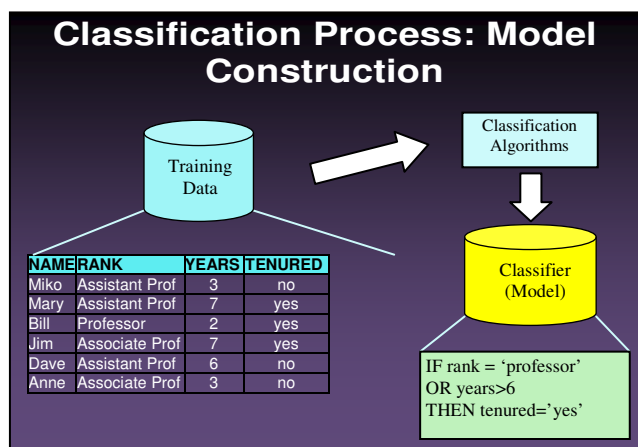 Classification Process: Model
Construction
Training
Data
Classification
Algorithms
NAME RANK YEARS TENURED
Miko Assistant Prof 3 no
Mary Assistant Prof 7 yes
Bill Professor 2 yes
Jim Associate Prof 7 yes
Dave Assistant Prof 6 no
Anne Associate Prof 3 no
Classifier
(Model)
IF rank = ‘professor’
OR years>6
THEN tenured=’yes’